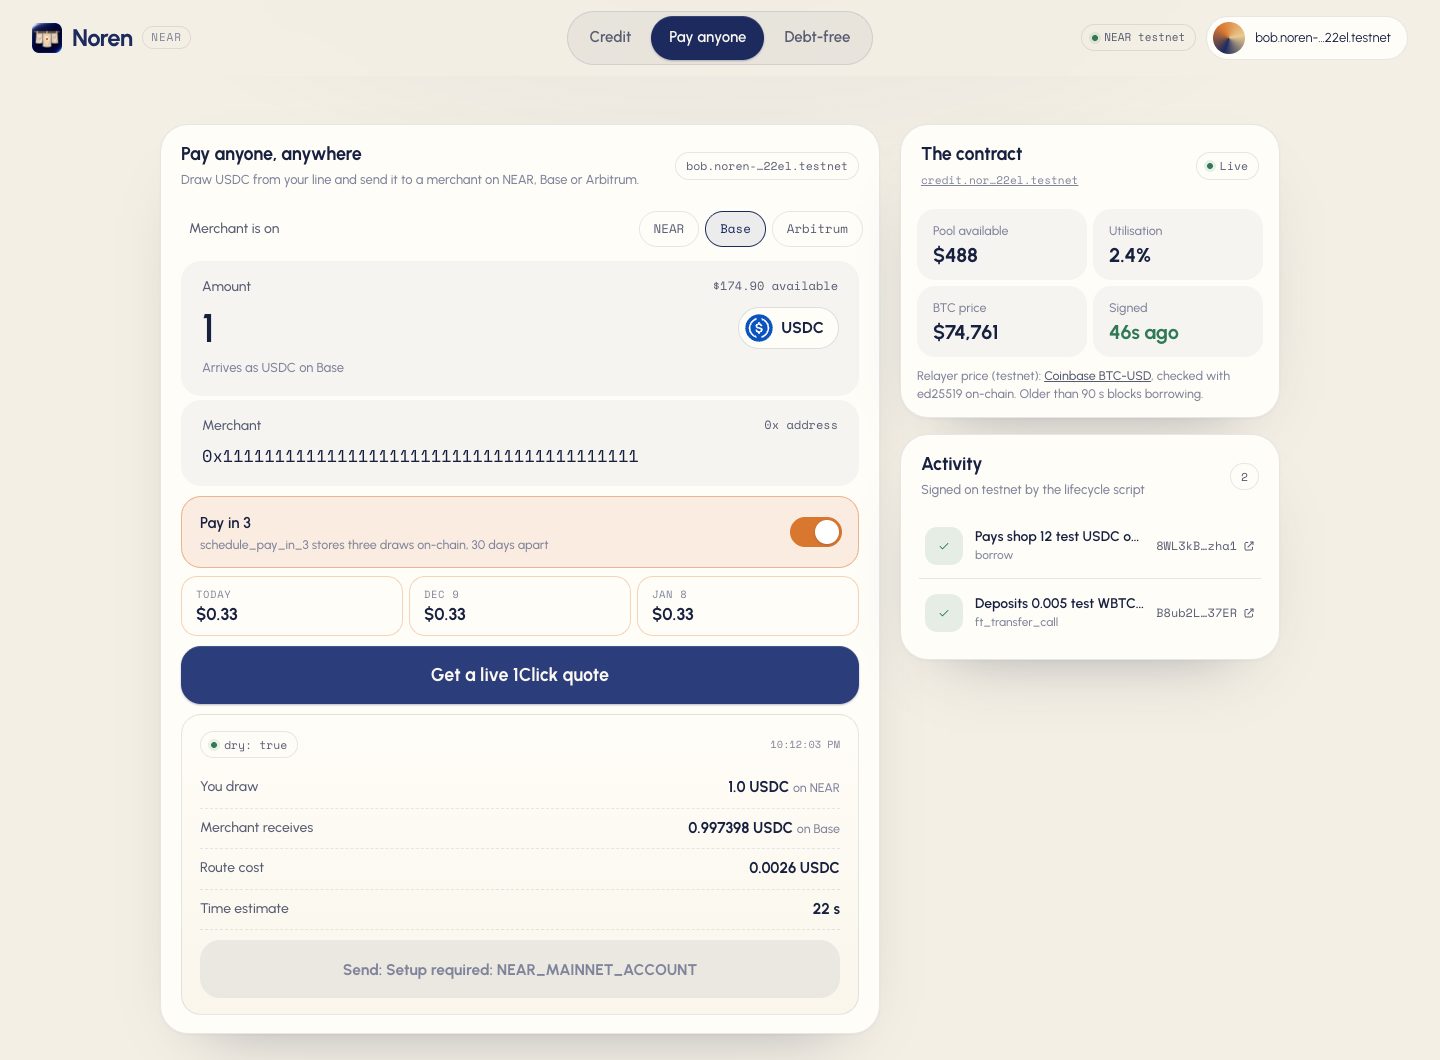 Noren
NEAR
Credit
Pay anyone
Debt-free
NEAR testnet
bob.noren-…22el.testnet
Pay anyone, anywhere
Draw USDC from your line and send it to a merchant on NEAR, Base or Arbitrum.
bob.noren-…22el.testnet
Merchant is on
NEAR
Base
Arbitrum
Amount
$174.90 available
1
USDC
Arrives as USDC on Base
Merchant
0x address
0x1111111111111111111111111111111111111111
Pay in 3
schedule_pay_in_3 stores three draws on-chain, 30 days apart
TODAY
$0.33
DEC 9
$0.33
JAN 8
$0.33
Get a live 1Click quote
dry: true
10:12:03 PM
You draw
1.0 USDC on NEAR
Merchant receives
0.997398 USDC on Base
Route cost
0.0026 USDC
Time estimate
22 s
Send: Setup required: NEAR_MAINNET_ACCOUNT
The contract
credit.nor…22el.testnet
Live
Pool available
$488
Utilisation
2.4%
BTC price
$74,761
Signed
46s ago
Relayer price (testnet): Coinbase BTC-USD, checked with
ed25519 on-chain. Older than 90 s blocks borrowing.
Activity
Signed on testnet by the lifecycle script
2
Pays shop 12 test USDC o…
borrow
8WL3kB…zha1
Deposits 0.005 test WBTC…
ft_transfer_call
B8ub2L…37ER